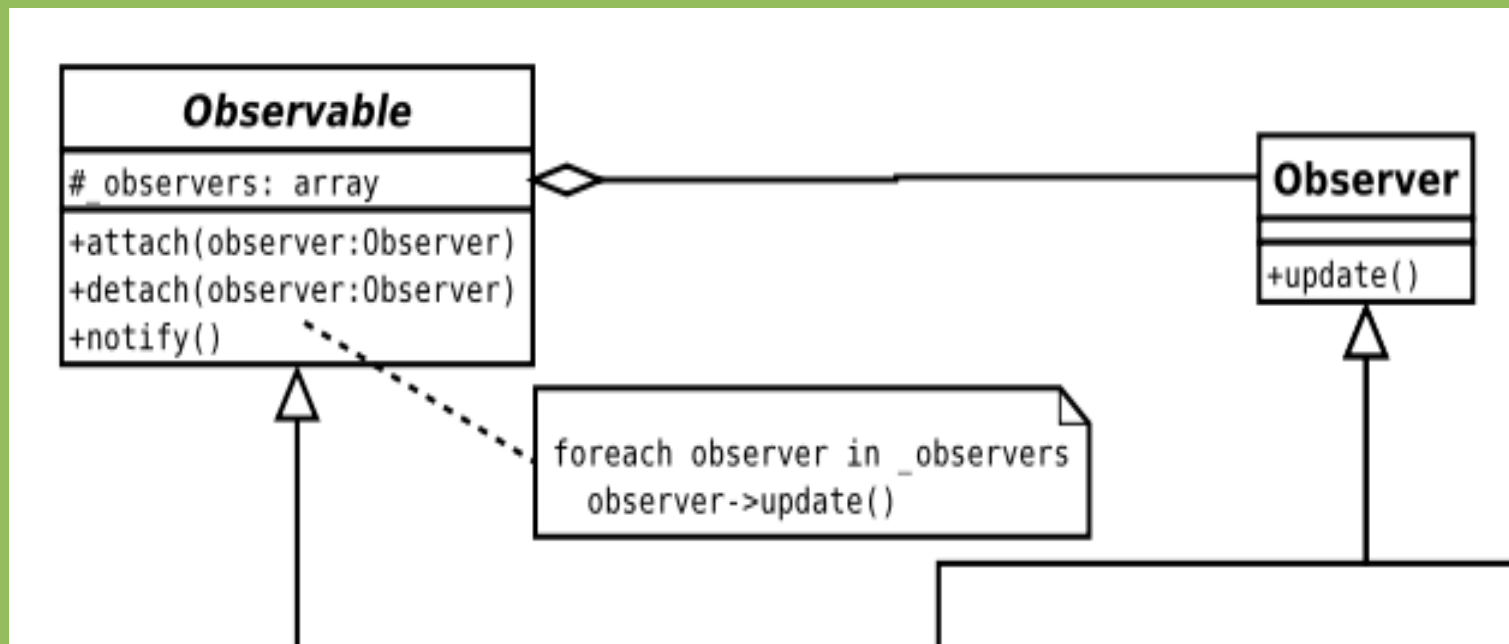 Observable
#_observers: array
+attach(observer:Observer)
+detach(observer:Observer)
+notify()
Observer
+update()
foreach observer in _observers
observer->update()